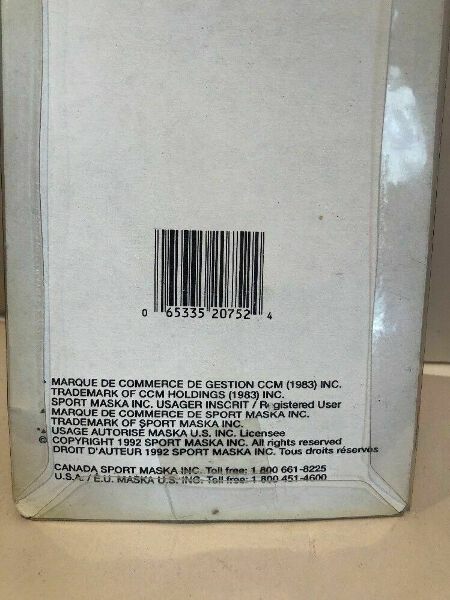 0 65335 20752 4
* MARQUE DE COMMERCE DE GESTION CCM (1983) INC.
TRADEMARK OF CCM HOLDINGS (1983) INC.
SPORT MASKA INC. USAGER INSCRIT / Registered User
MARQUE DE COMMERCE DE SPORT MASKA INC.
TRADEMARK OF SPORT MASKA INC.
* USAGE AUTORISÉ MASKA U.S. INC. Licensee
© COPYRIGHT 1992 SPORT MASKA INC. All rights reserved
DROIT D'AUTEUR 1992 SPORT MASKA INC. Tous droits réservés
CANADA SPORT MASKA INC. Toll free: 1 800 661-8225
U.S.A. / É.U. MASKA U.S. INC. Toll free: 1 800 451-4600